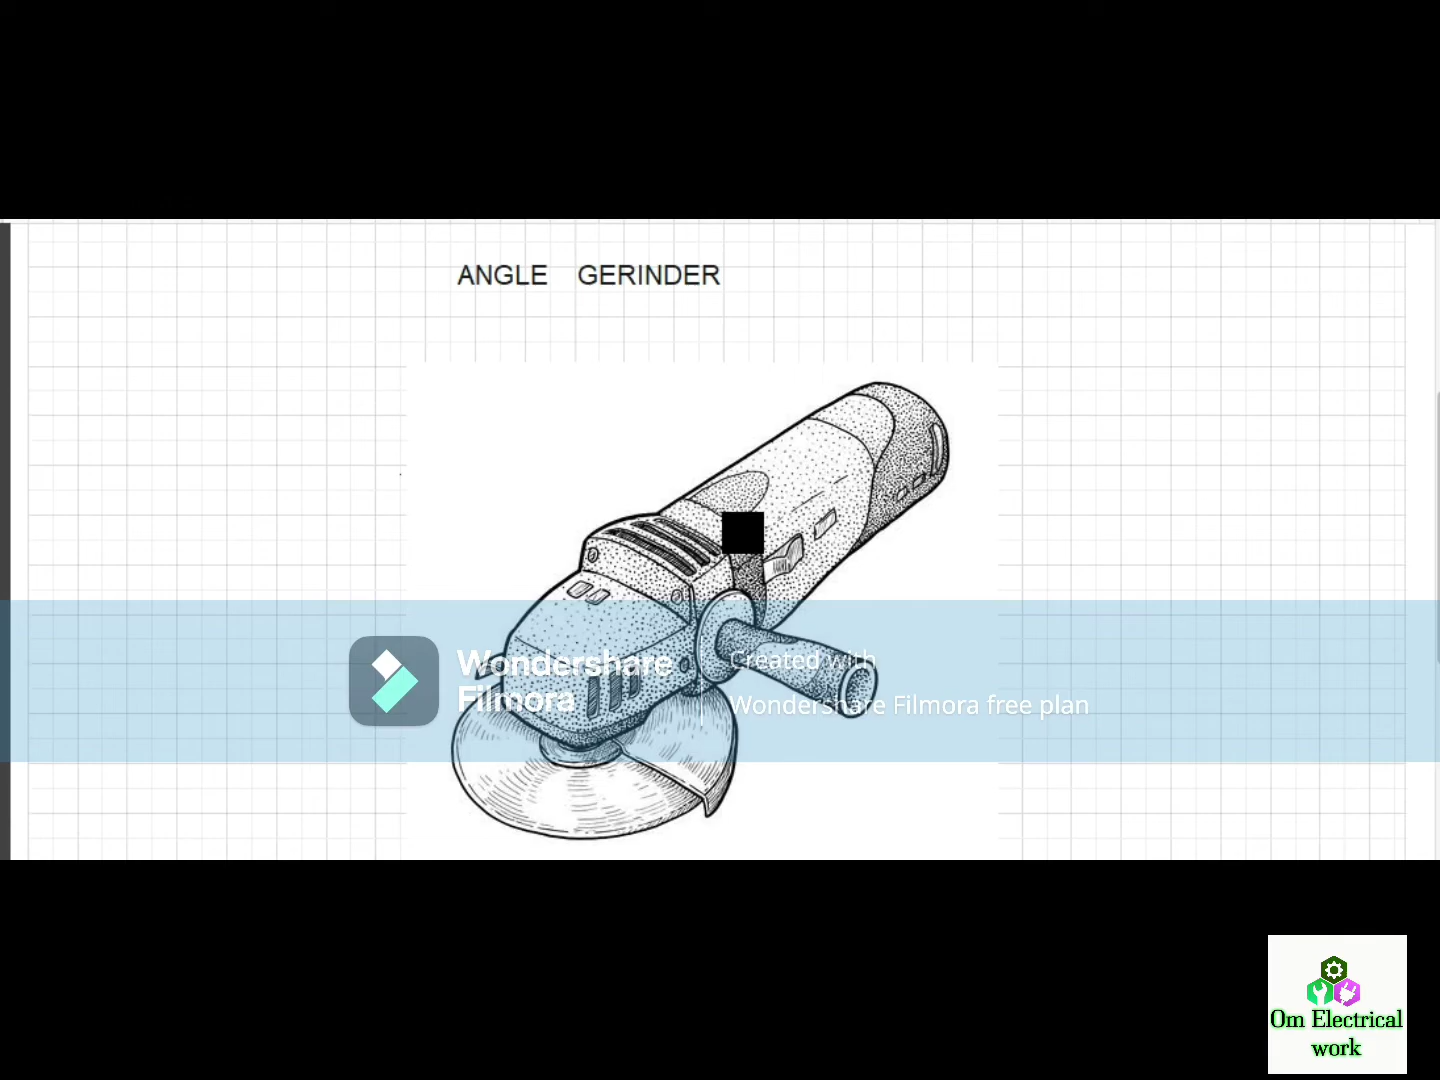 ANGLE GERINDER
Wondershare
Filmora
Created with
Wondershare Filmora free plan
Om Electrical
work